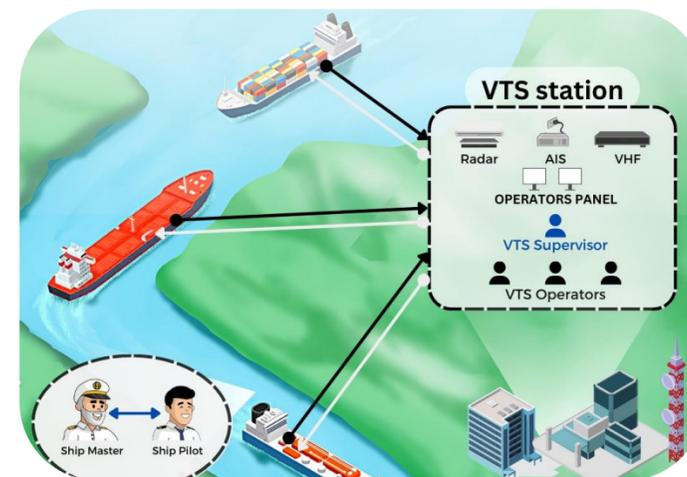 VTS station
Radar AIS VHF
OPERATORS PANEL
VTS Supervisor
VTS Operators
Ship Master Ship Pilot